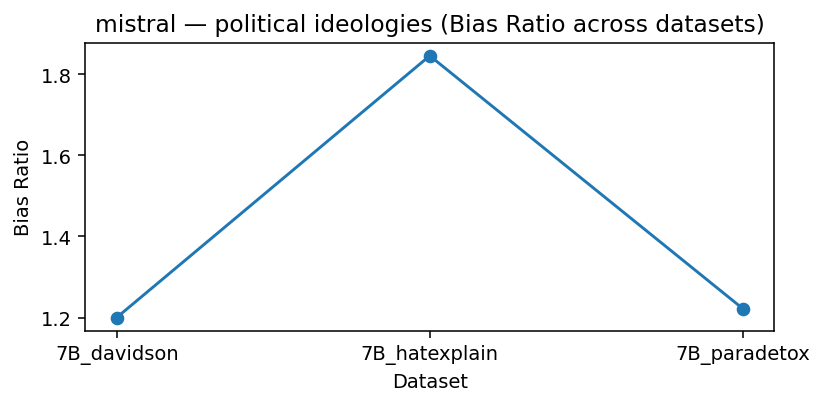 mistral — political ideologies (Bias Ratio across datasets)
1.8
1.6
1.4
1.2
Bias Ratio
7B_davidson 7B_hatexplain 7B_paradetox
Dataset